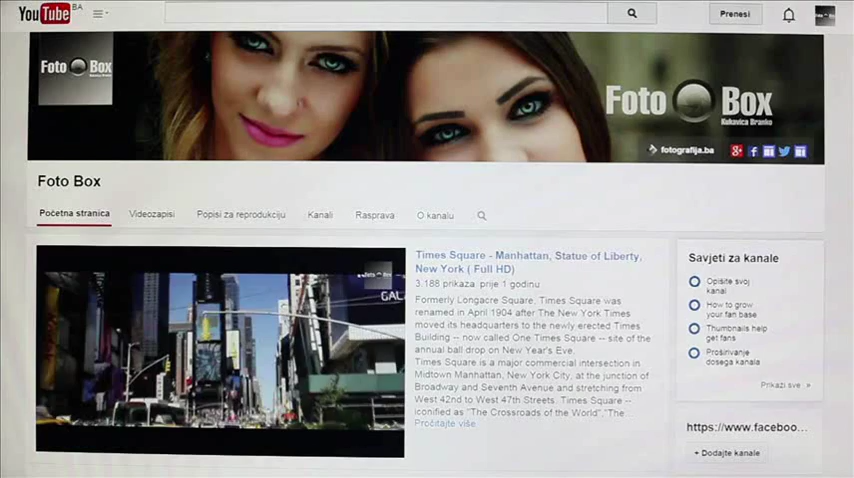 YouTube BA
Prenesi
Foto Box
Kukavica Branko
Foto Box
Kukavica Branko
fotografija.ba
Foto Box
Početna stranica Videozapisi Popisi za reprodukciju Kanali Rasprava O kanalu
Times Square - Manhattan, Statue of Liberty,
New York ( Full HD)
3.188 prikaza prije 1 godinu
Formerly Longacre Square, Times Square was
renamed in April 1904 after The New York Times
moved its headquarters to the newly erected Times
Building -- now called One Times Square -- site of the
annual ball drop on New Year's Eve.
Times Square is a major commercial intersection in
Midtown Manhattan, New York City, at the junction of
Broadway and Seventh Avenue and stretching from
West 42nd to West 47th Streets. Times Square --
iconified as "The Crossroads of the World","The...
Pročitajte više
Foto Box
GAL
Savjeti za kanale
Opišite svoj
kanal
How to grow
your fan base
Thumbnails help
get fans
Proširivanje
dosega kanala
Prikaži sve »
https://www.faceboo...
+ Dodajte kanale